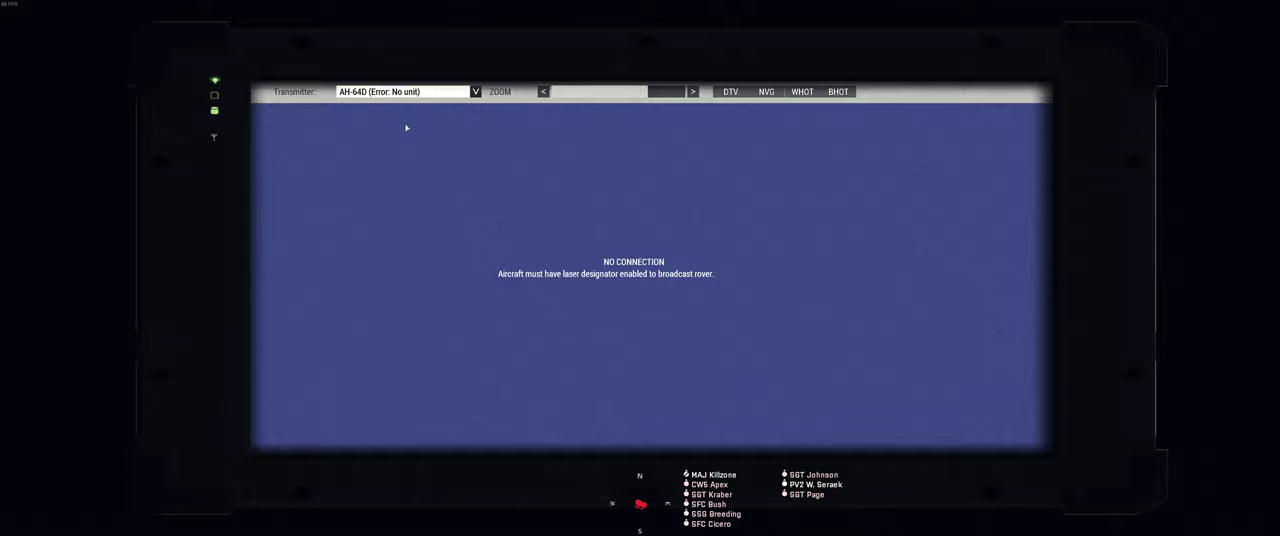 69 FPS
Transmitter: AH-64D (Error: No unit) V ZOOM < > DTV NVG WHOT BHOT
NO CONNECTION
Aircraft must have laser designator enabled to broadcast rover.
N
W E
S
MAJ Killzone
CW5 Apex
SGT Kraber
SFC Bush
SSG Breeding
SFC Cicero
SGT Johnson
PV2 W. Seraek
SGT Page